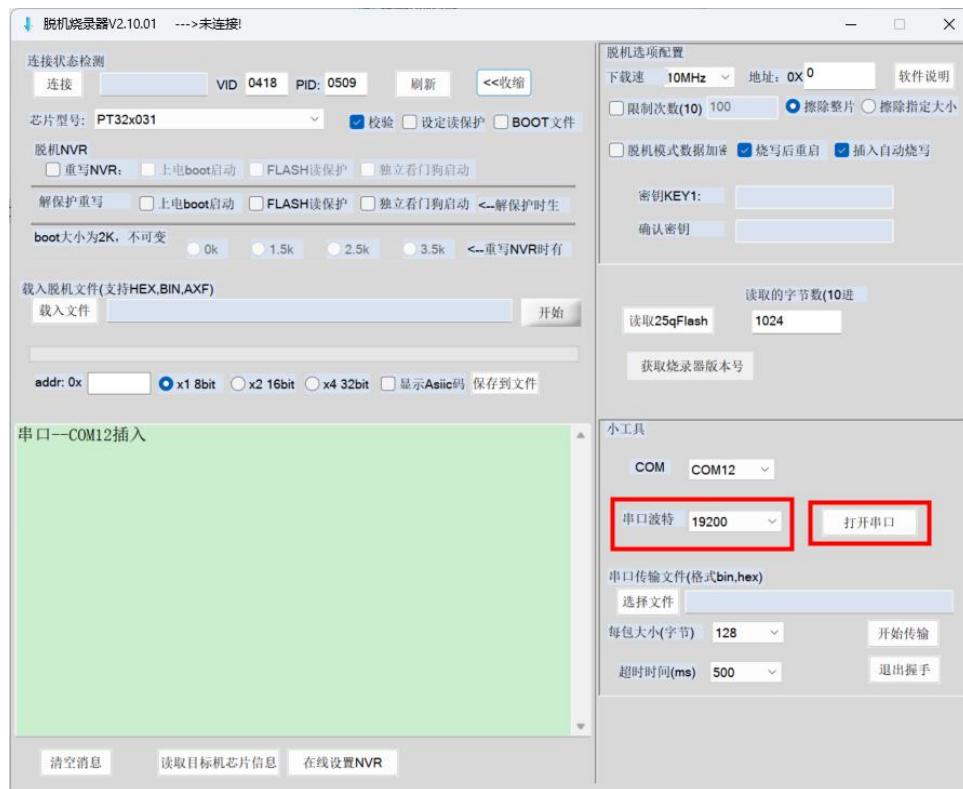 脱机烧录器V2.10.01 --->未连接!
连接状态检测
连接 VID 0418 PID: 0509 刷新 <<收缩
芯片型号: PT32x031 校验 设定读保护 BOOT文件
脱机NVR
重写NVR: 上电boot启动 FLASH读保护 独立看门狗启动
解保护重写 上电boot启动 FLASH读保护 独立看门狗启动 <--解保护时生
boot大小为2K，不可变
0k 1.5k 2.5k 3.5k <--重写NVR时有
载入脱机文件(支持HEX,BIN,AXF)
载入文件 开始
addr: 0x x1 8bit x2 16bit x4 32bit 显示Asiic码 保存到文件
串口--COM12插入
清空消息 读取目标机芯片信息 在线设置NVR
脱机选项配置
下载速 10MHz 地址: 0X 0 软件说明
限制次数(10) 100 擦除整片 擦除指定大小
脱机模式数据加密 烧写后重启 插入自动烧写
密钥KEY1:
确认密钥
读取的字节数(10进
读取25qFlash 1024
获取烧录器版本号
小工具
COM COM12
串口波特 19200 打开串口
串口传输文件(格式bin,hex)
选择文件
每包大小(字节) 128 开始传输
超时时间(ms) 500 退出握手